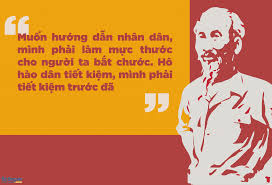 "Muốn hướng dẫn nhân dân,
mình phải làm mực thước
cho người ta bắt chước. Hô
hào dân tiết kiệm, mình phải
tiết kiệm trước đã
"